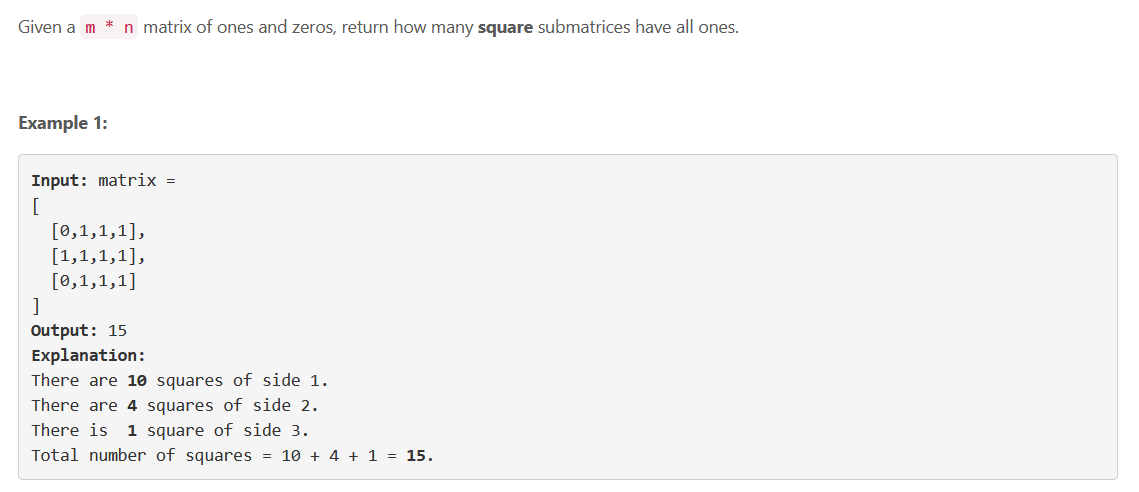 Given a m * n matrix of ones and zeros, return how many square submatrices have all ones.
Example 1:
Input: matrix =
[
  [0,1,1,1],
  [1,1,1,1],
  [0,1,1,1]
]
Output: 15
Explanation:
There are 10 squares of side 1.
There are 4 squares of side 2.
There is  1 square of side 3.
Total number of squares = 10 + 4 + 1 = 15.